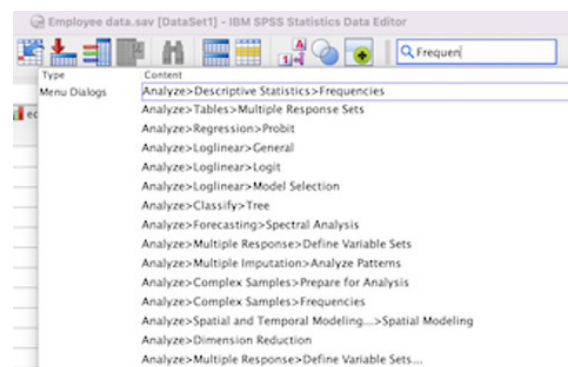 Employee data.sav [DataSet1] - IBM SPSS Statistics Data Editor
Frequen
Type Content
Menu Dialogs Analyze>Descriptive Statistics>Frequencies
Analyze>Tables>Multiple Response Sets
Analyze>Regression>Probit
Analyze>Loglinear>General
Analyze>Loglinear>Logit
Analyze>Loglinear>Model Selection
Analyze>Classify>Tree
Analyze>Forecasting>Spectral Analysis
Analyze>Multiple Response>Define Variable Sets
Analyze>Multiple Imputation>Analyze Patterns
Analyze>Complex Samples>Prepare for Analysis
Analyze>Complex Samples>Frequencies
Analyze>Spatial and Temporal Modeling...>Spatial Modeling
Analyze>Dimension Reduction
Analyze>Multiple Response>Define Variable Sets...